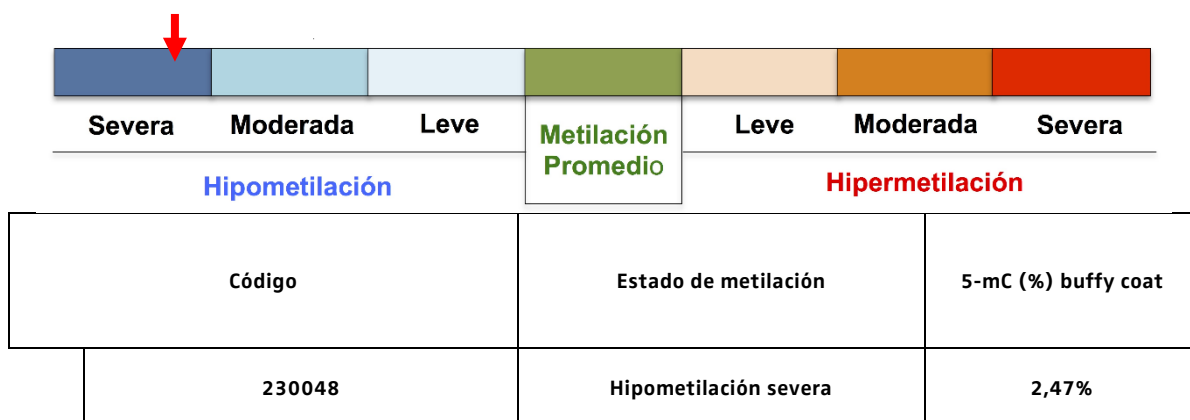 Severa Moderada Leve Metilación Promedio Leve Moderada Severa
Hipometilación Hipermetilación
Código Estado de metilación 5-mC (%) buffy coat
230048 Hipometilación severa 2,47%